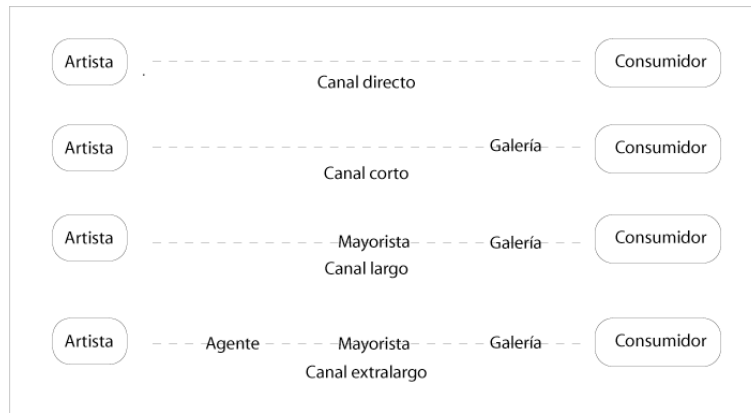 Artista Consumidor
Canal directo
Artista Galería Consumidor
Canal corto
Artista Mayorista Galería Consumidor
Canal largo
Artista Agente Mayorista Galería Consumidor
Canal extralargo